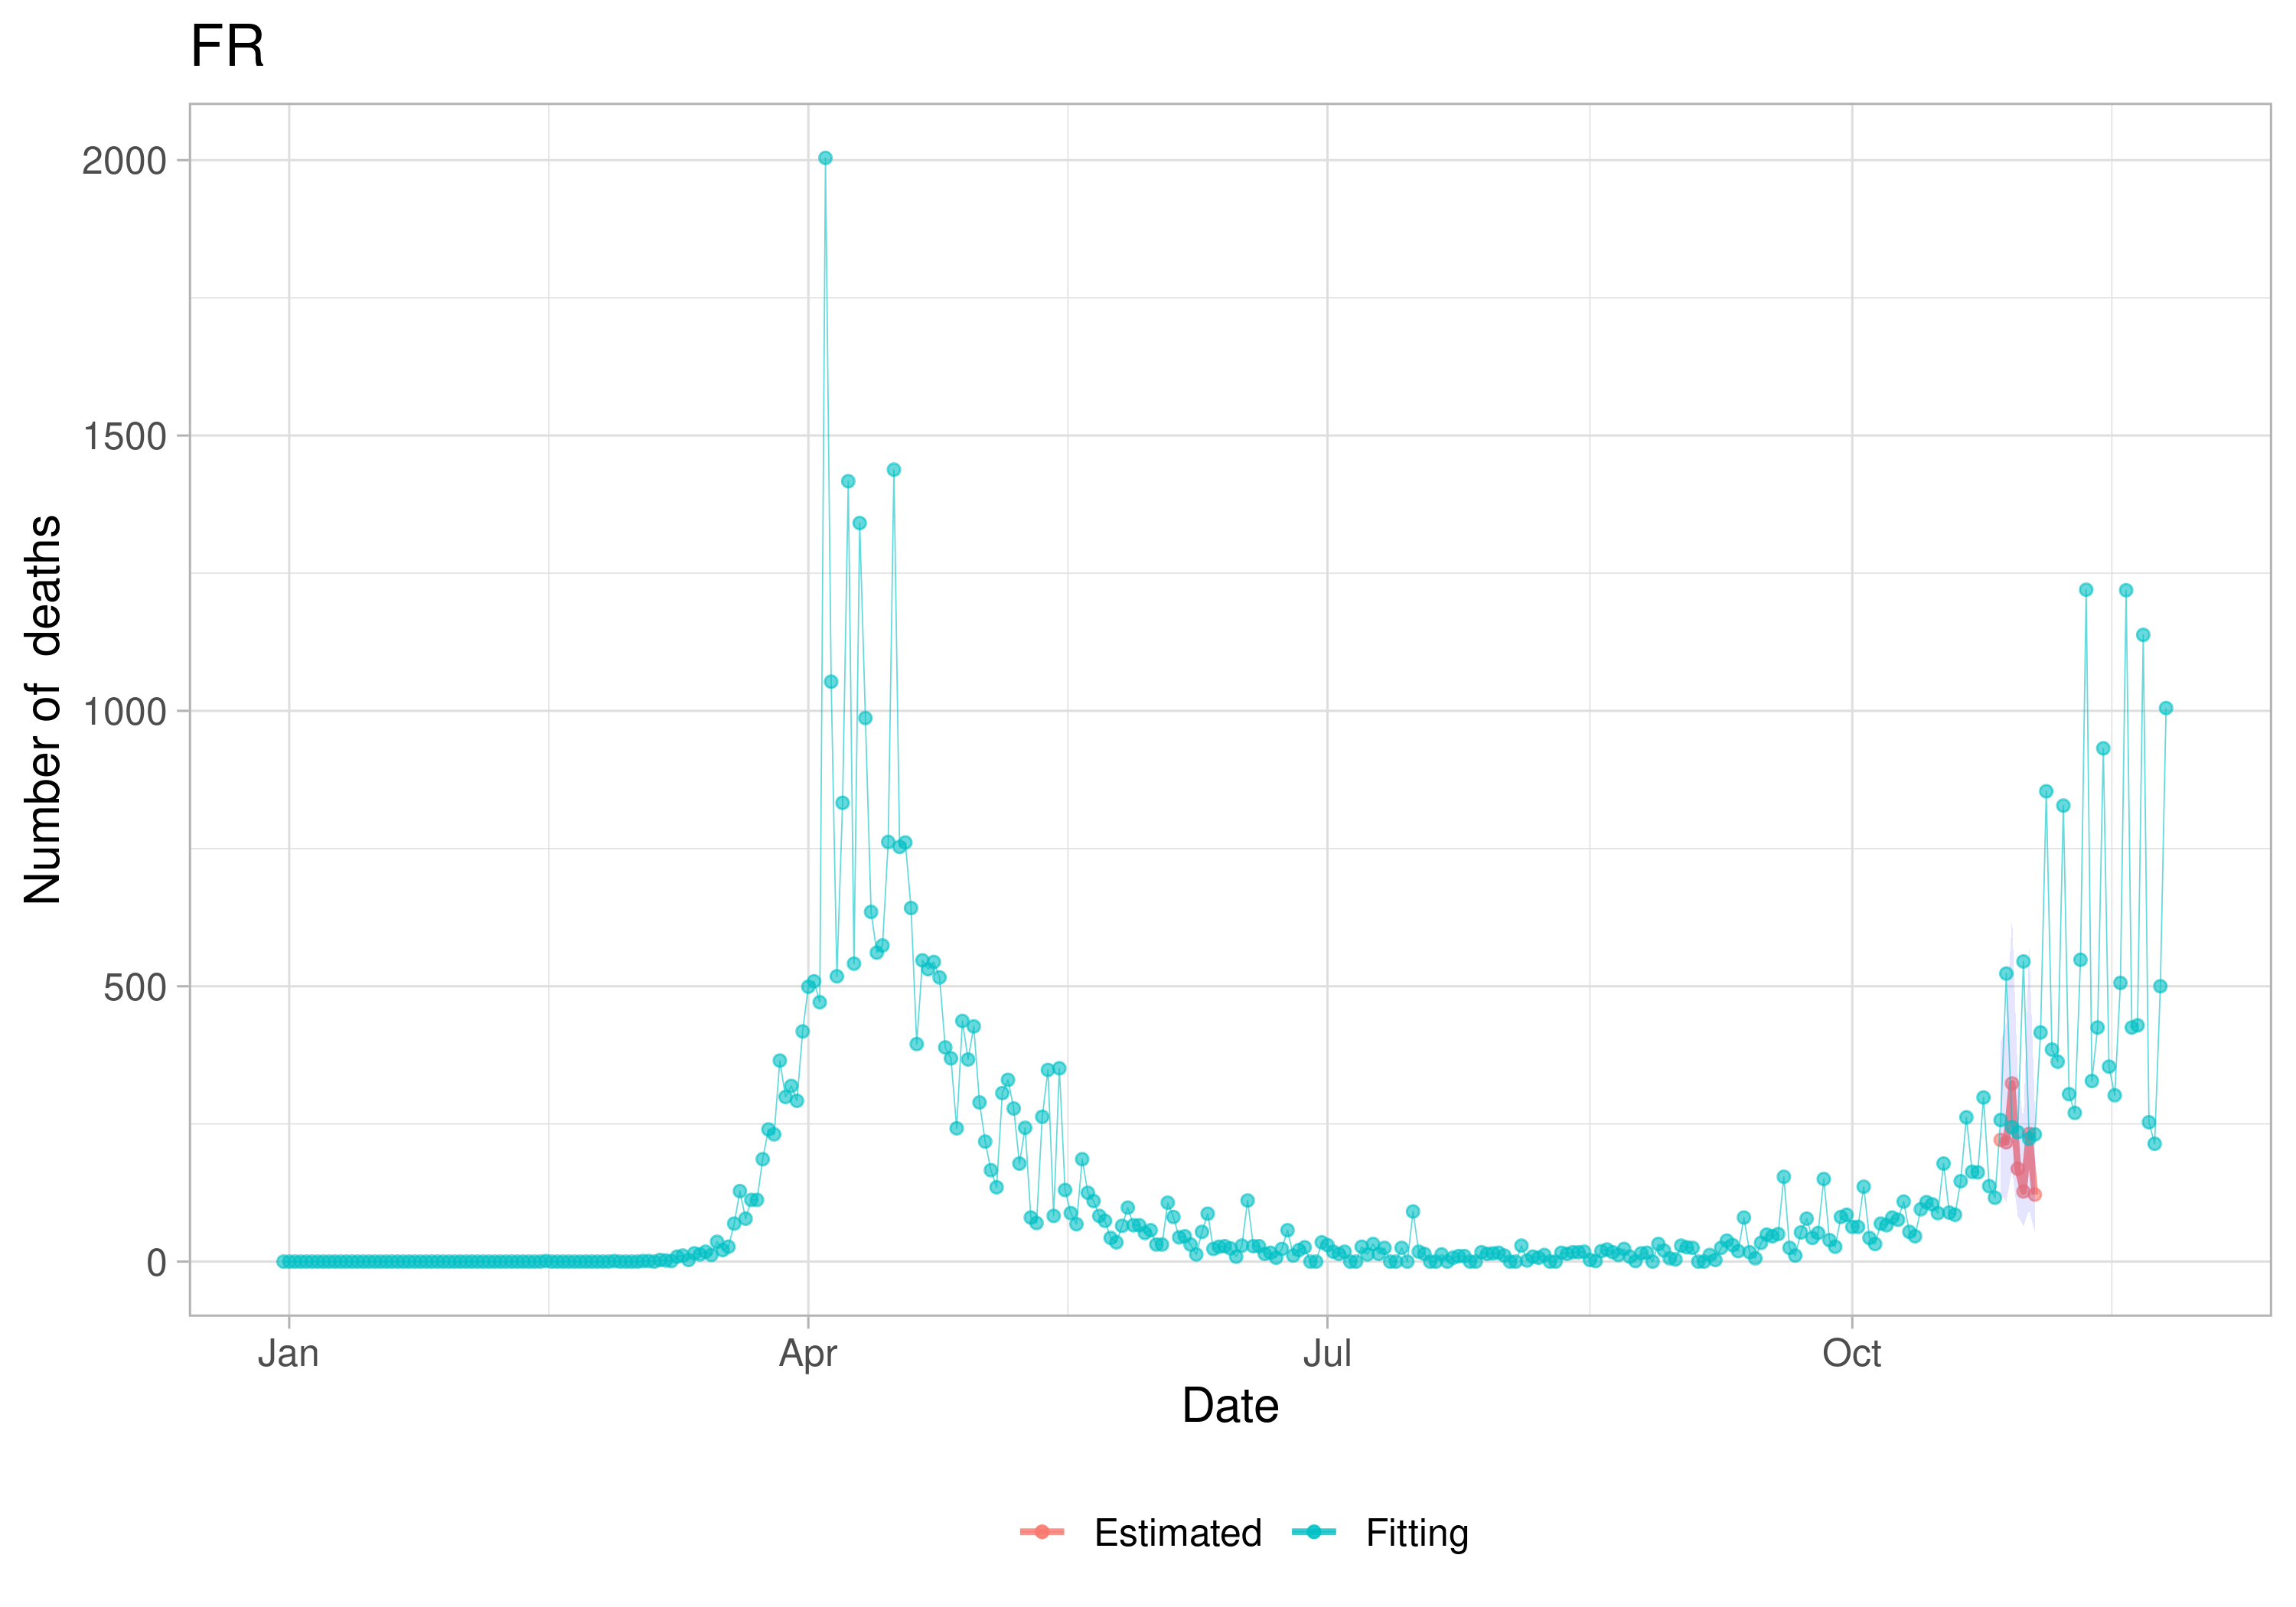 FR
2000
1500
1000
500
0
Number of deaths
Jan Apr Jul Oct
Date
Estimated Fitting